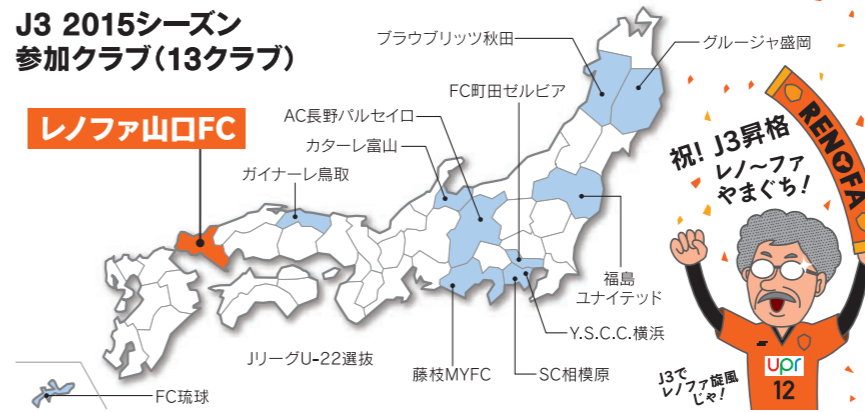 J3 2015シーズン
参加クラブ(13クラブ)
レノファ山口FC
ガイナーレ鳥取
カターレ富山
AC長野パルセイロ
FC町田ゼルビア
ブラウブリッツ秋田
グルージャ盛岡
福島
ユナイテッド
Y.S.C.C.横浜
SC相模原
藤枝MYFC
JリーグU-22選抜
FC琉球
祝! J3昇格
レノ〜ファ
やまぐち!
RENOFA
upr
12
J3で
レノファ旋風
じゃ!